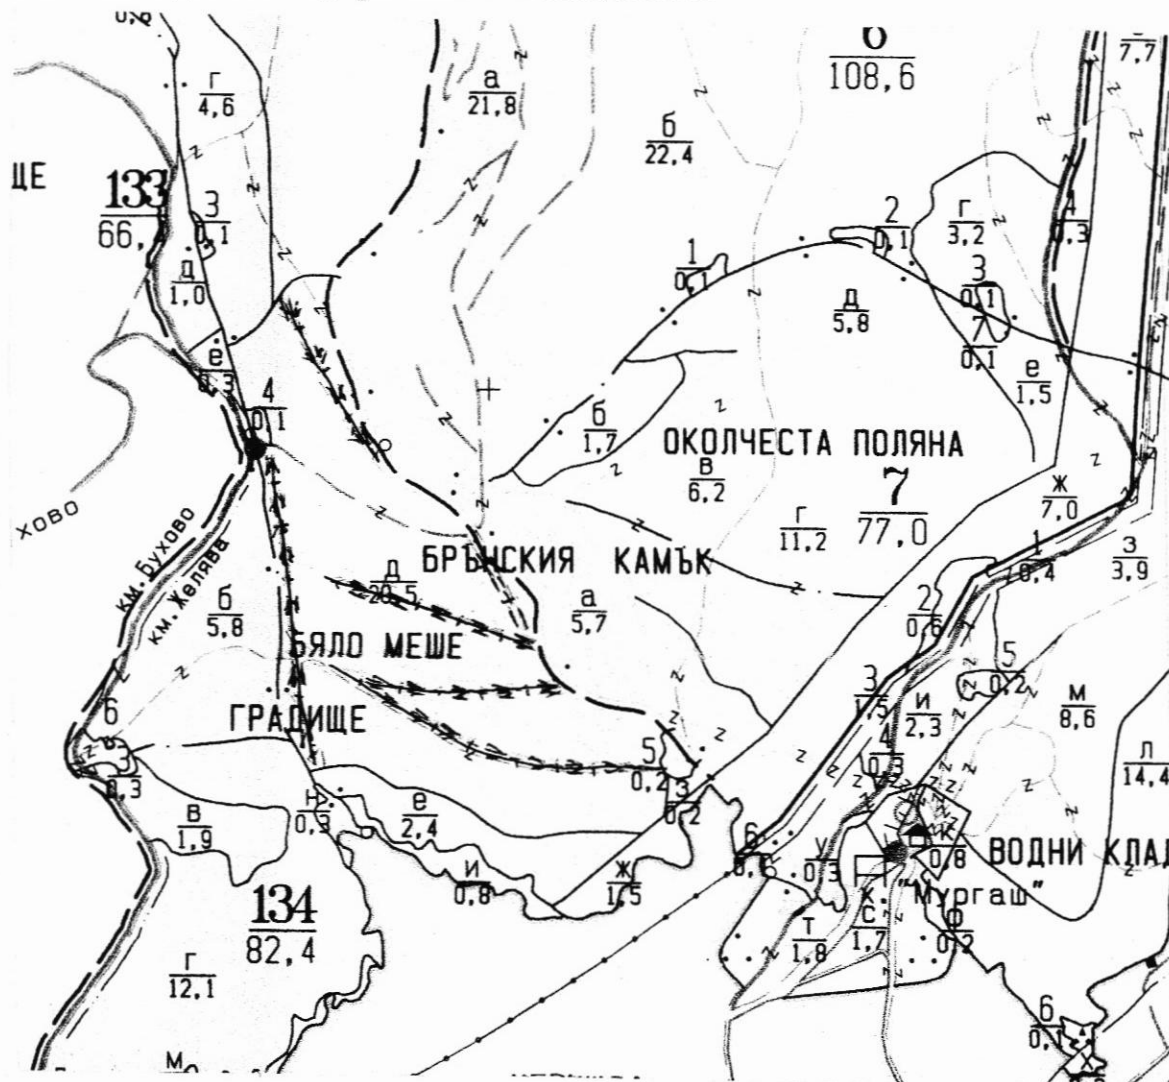 г
4,6
а
21,8
108,6
7,7
б
22,4
ЩЕ
133
66,
3
0,1
д
1,0
2
0,1
г
3,2
4
0,3
1
0,1
3
0,1
7
0,1
д
5,8
е
0,3
4
0,1
е
1,5
б
1,7
ОКОЛЧЕСТА ПОЛЯНА
в
6,2
7
77,0
г
11,2
ж
7,0
ХОВО
км. Бухово
км. Желява
БРЪНСКИЯ КАМЪК
1
0,4
з
3,9
д
20,5
б
5,8
а
5,7
2
0,6
БЯЛО МЕШЕ
5
0,2
3
1,5
и
2,3
м
8,6
ГРАДИЩЕ
6
3
0,3
4
0,3
5
0,2
л
14,4
з
0,2
н
0,3
е
2,4
в
1,9
и
0,8
ж
1,5
6
у
0,3
к
0,8
ВОДНИ КЛАД
х "Мургаш"
134
82,4
т
1,8
с
1,7
ф
0,2
г
12,1
6
0,1
м